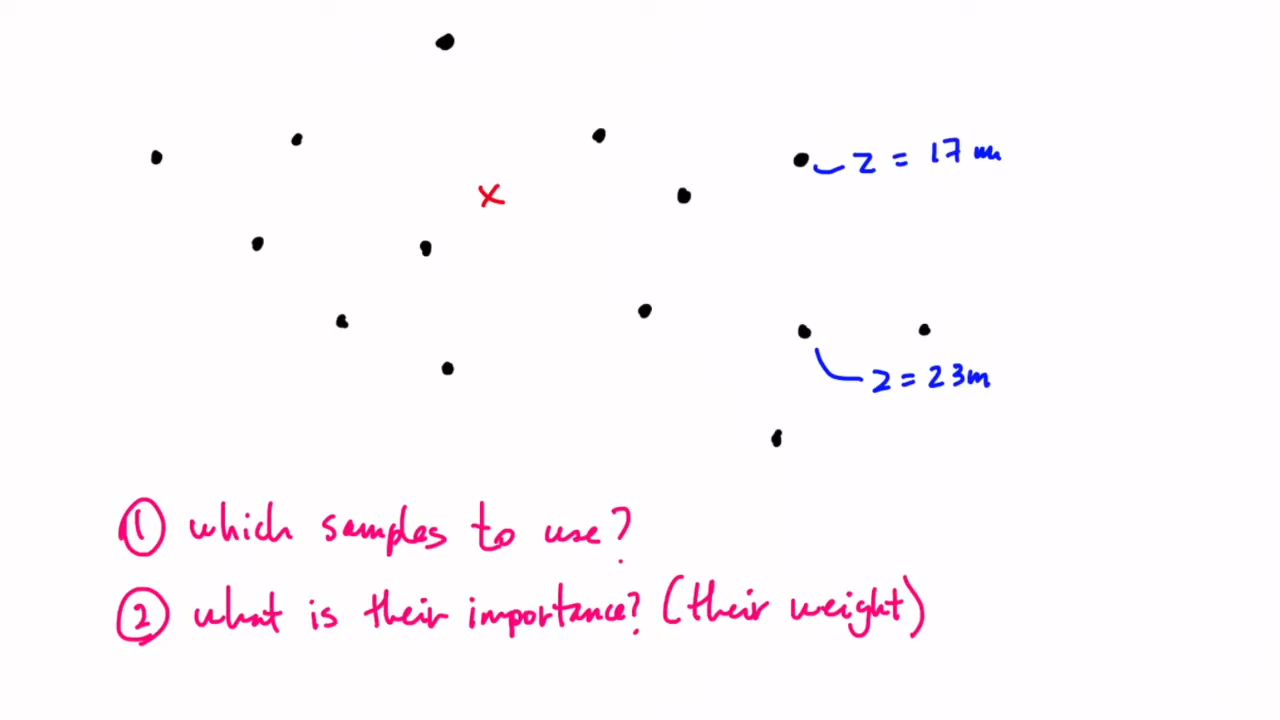 z = 17 m
z = 23m
① which samples to use?
② what is their importance? (their weight)